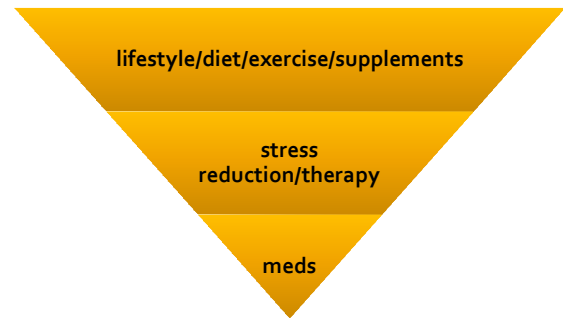 lifestyle/diet/exercise/supplements
stress
reduction/therapy
meds